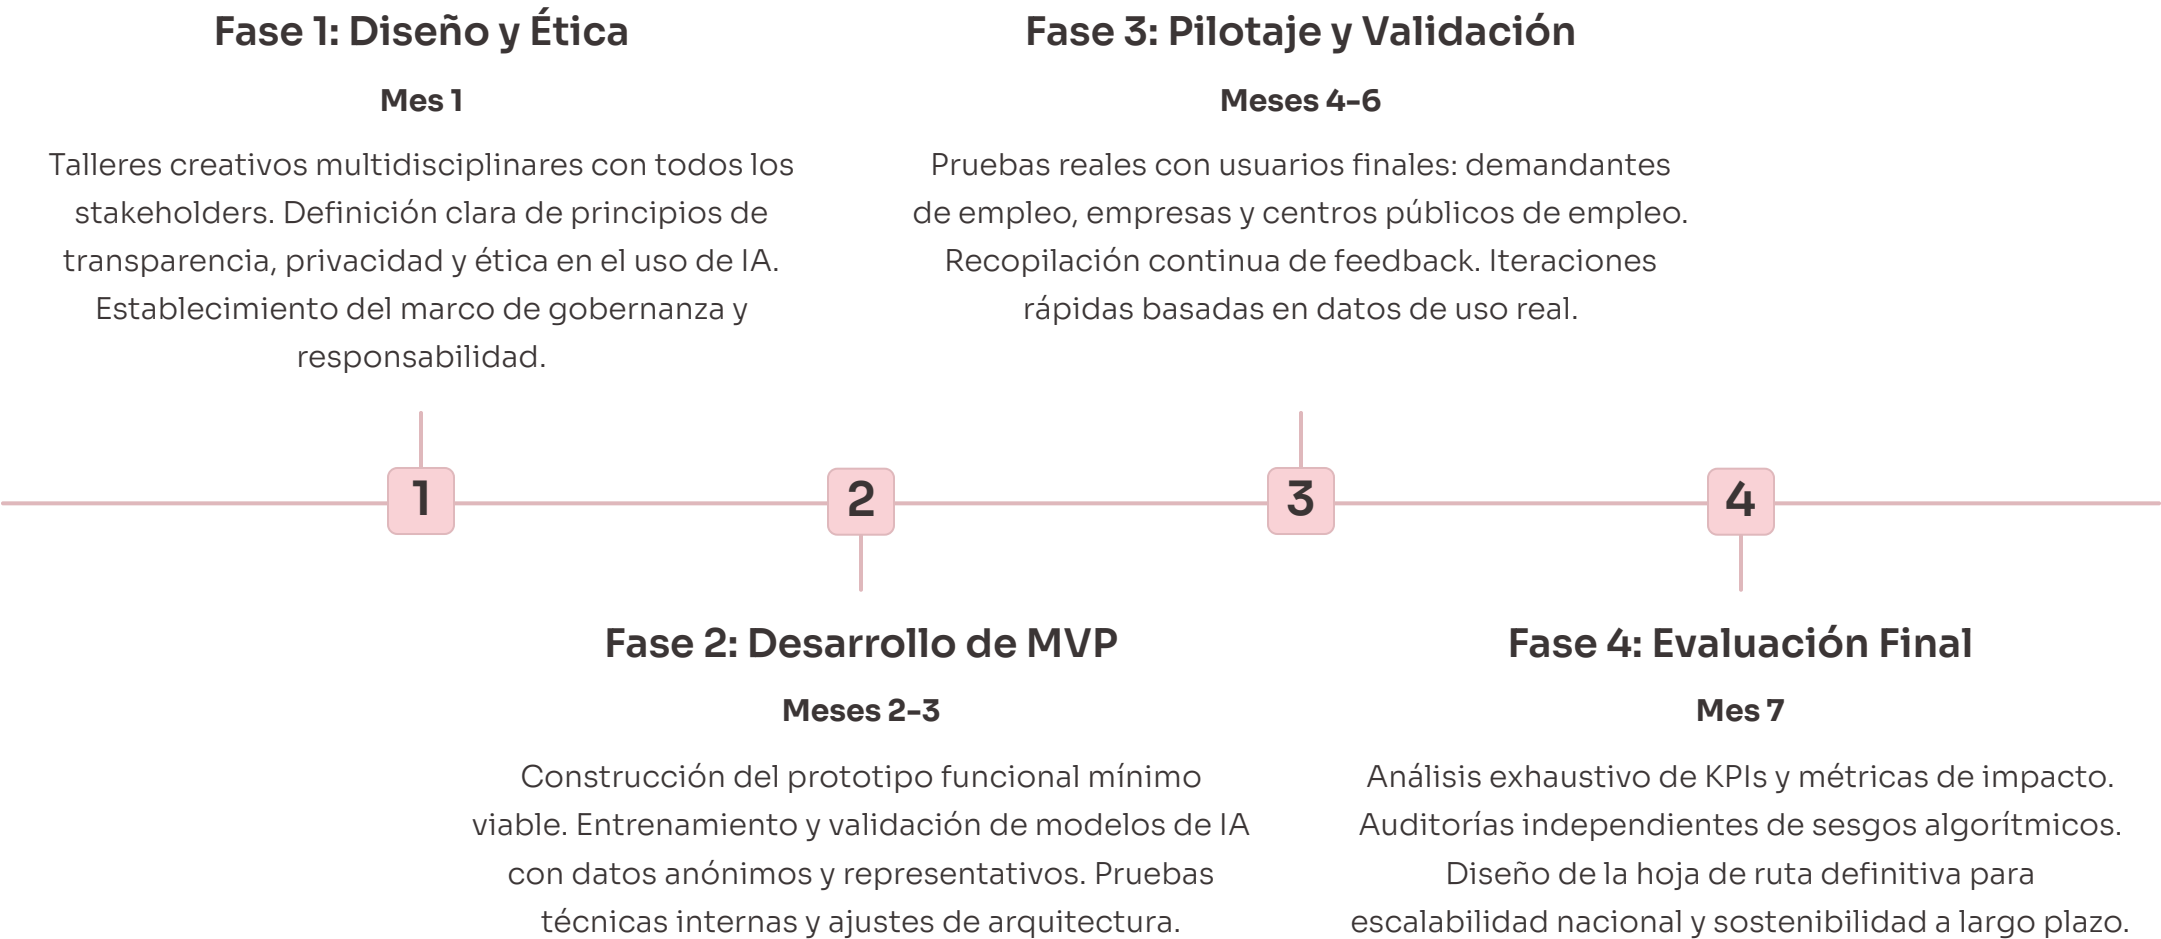 Fase 1: Diseño y Ética
Mes 1
Talleres creativos multidisciplinares con todos los
stakeholders. Definición clara de principios de
transparencia, privacidad y ética en el uso de IA.
Establecimiento del marco de gobernanza y
responsabilidad.
Fase 3: Pilotaje y Validación
Meses 4-6
Pruebas reales con usuarios finales: demandantes
de empleo, empresas y centros públicos de empleo.
Recopilación continua de feedback. Iteraciones
rápidas basadas en datos de uso real.
1
2
3
4
Fase 2: Desarrollo de MVP
Meses 2-3
Construcción del prototipo funcional mínimo
viable. Entrenamiento y validación de modelos de IA
con datos anónimos y representativos. Pruebas
técnicas internas y ajustes de arquitectura.
Fase 4: Evaluación Final
Mes 7
Análisis exhaustivo de KPIs y métricas de impacto.
Auditorías independientes de sesgos algorítmicos.
Diseño de la hoja de ruta definitiva para
escalabilidad nacional y sostenibilidad a largo plazo.